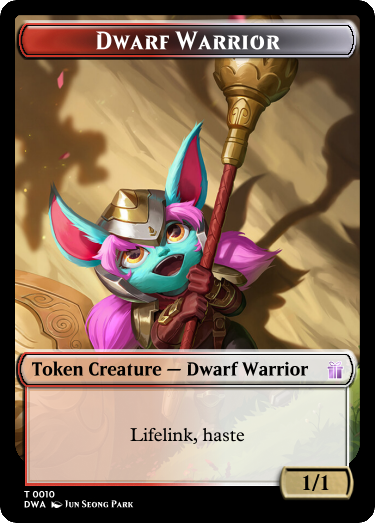 Dwarf Warrior
Token Creature — Dwarf Warrior
Lifelink, haste
1/1
T 0010
DWA Jun Seong Park